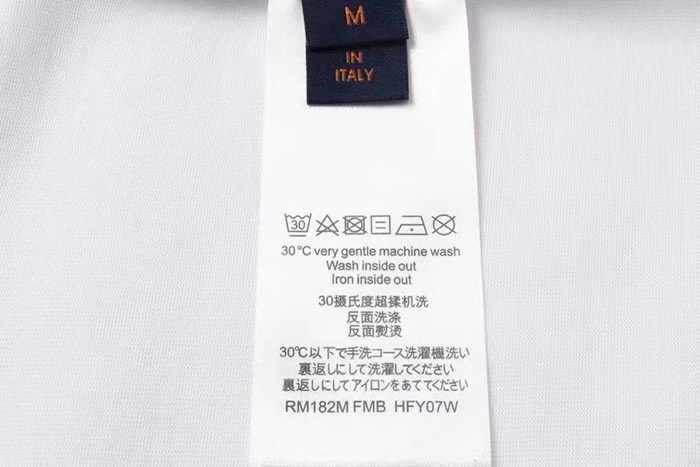 M
IN
ITALY
30
30°C very gentle machine wash
Wash inside out
Iron inside out
30摄氏度超揉机洗
反面洗涤
反面熨烫
30℃以下で手洗コース洗濯機洗い
裏返しにして洗濯してください
裏返しにしてアイロンをあててください
RM182M FMB HFY07W